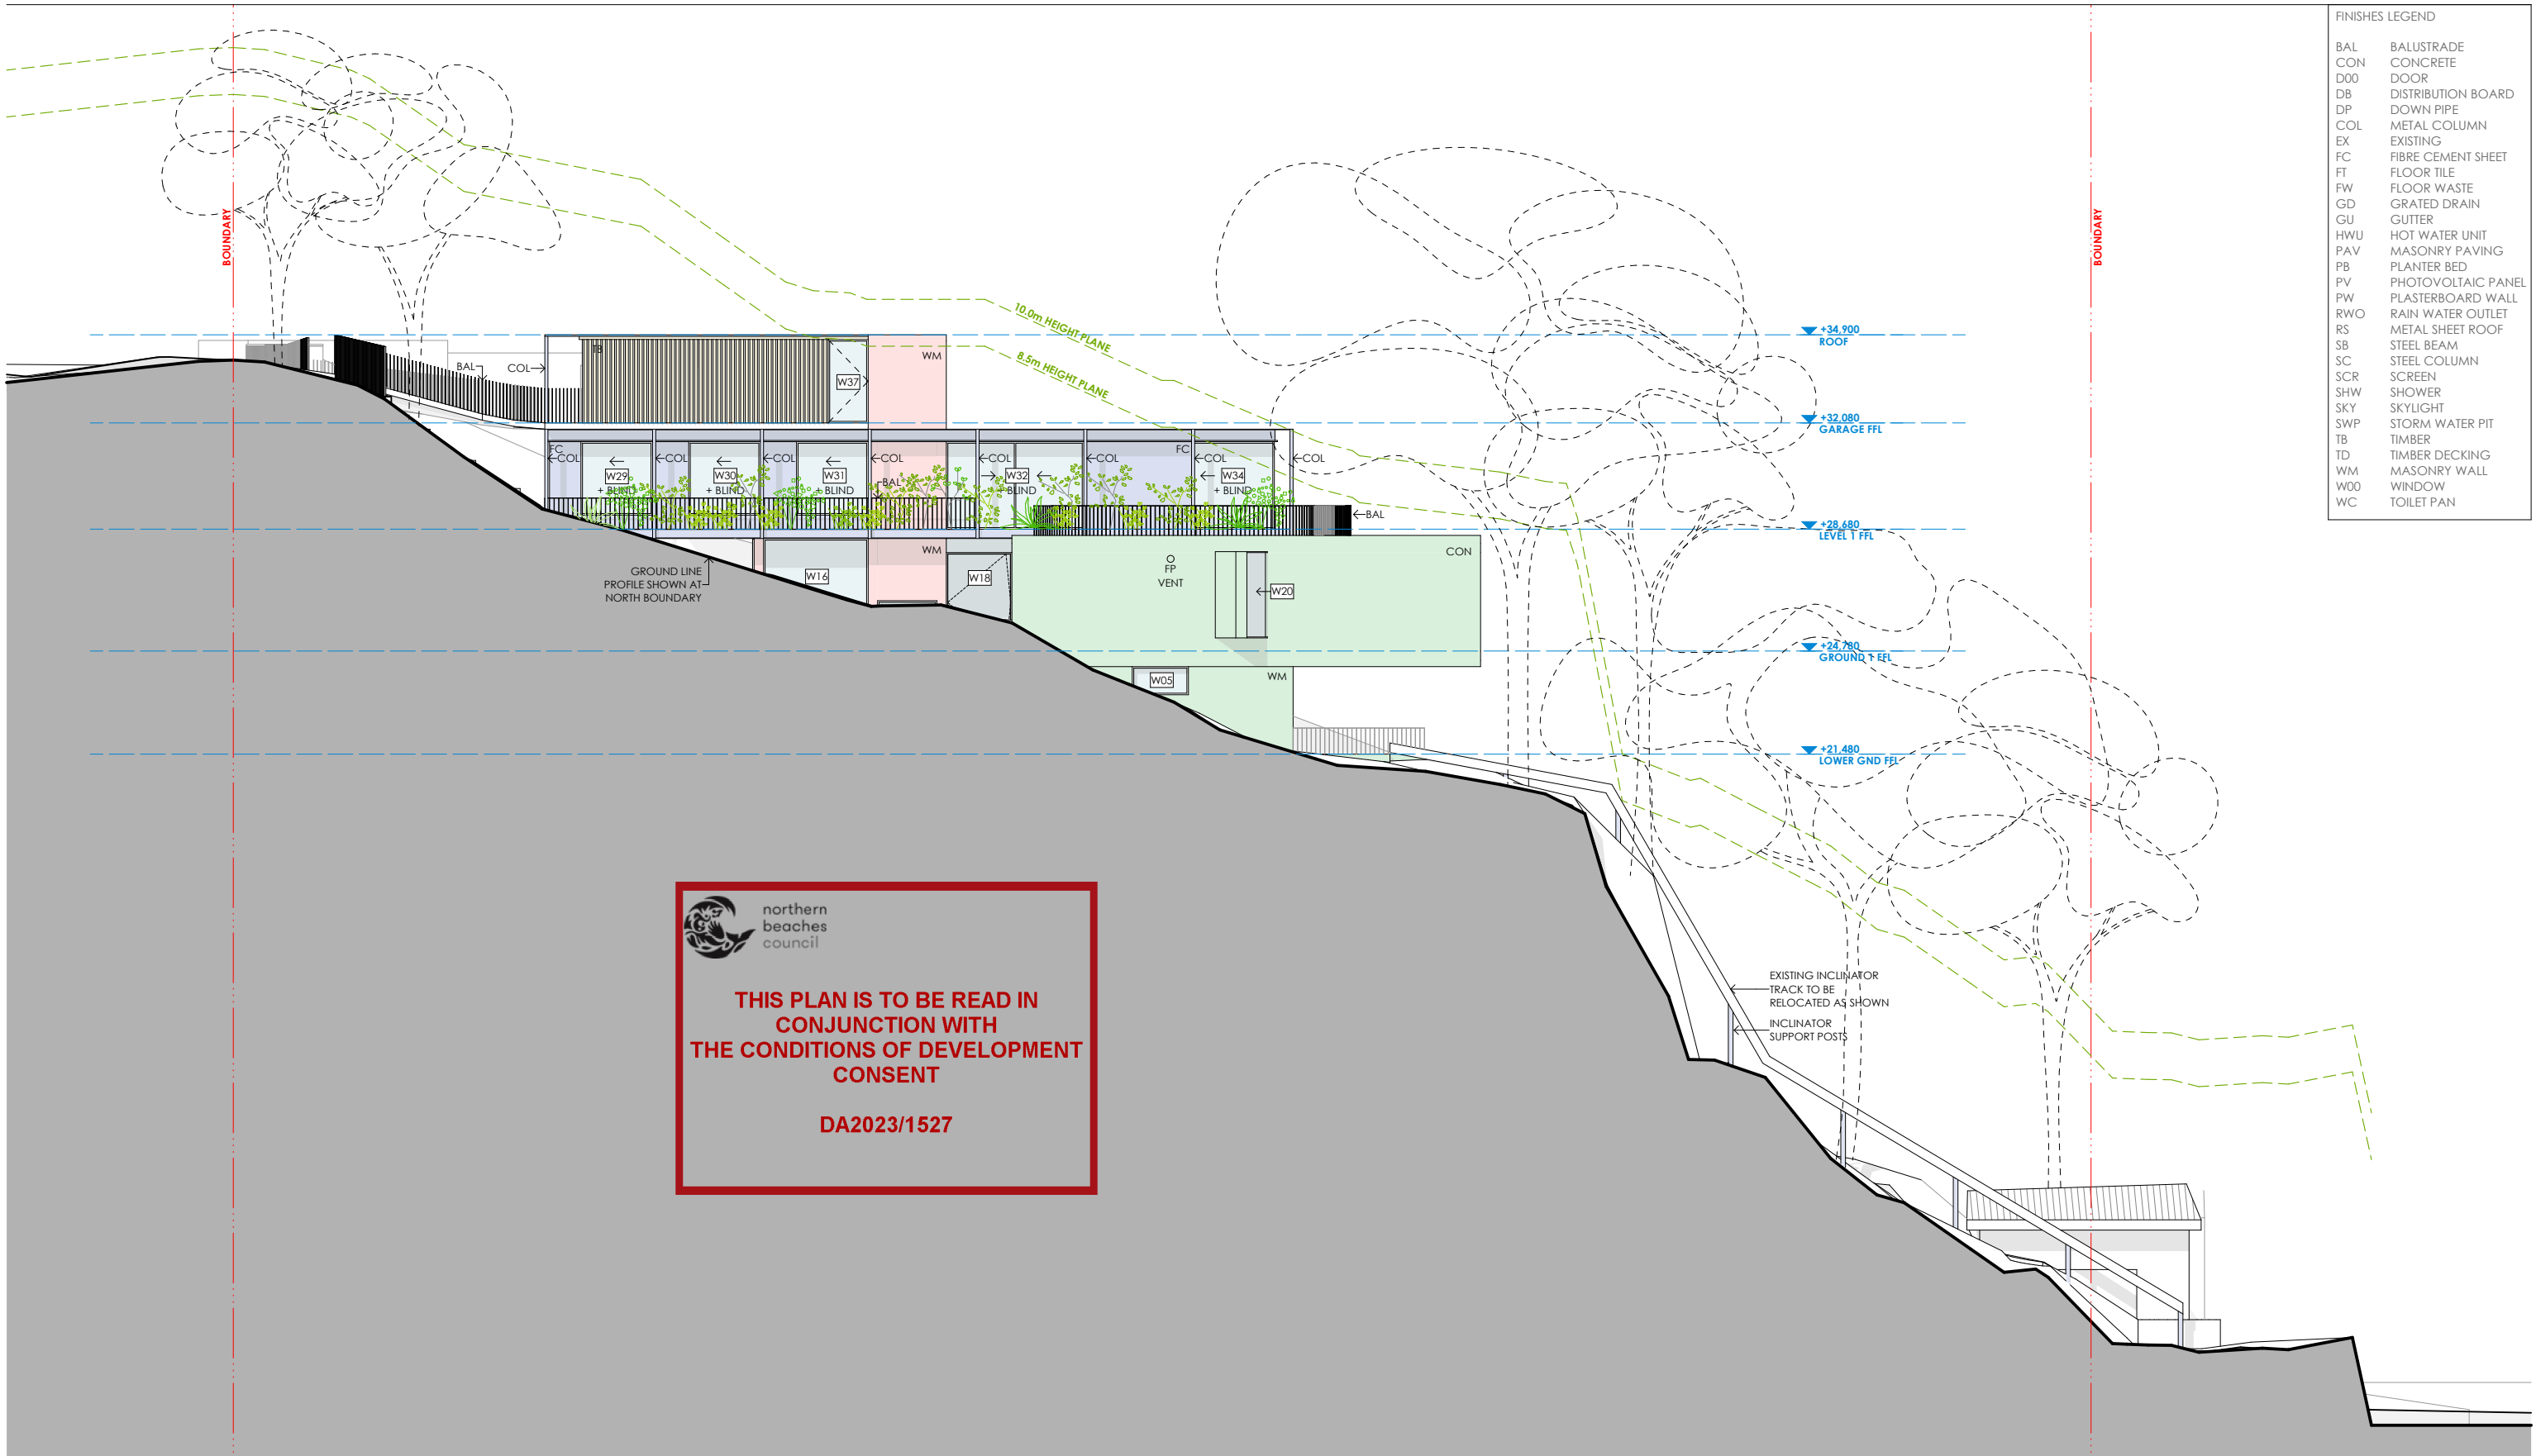 FINISHES LEGEND
BAL BALUSTRADE
CON CONCRETE
D00 DOOR
DB DISTRIBUTION BOARD
DP DOWN PIPE
COL METAL COLUMN
EX EXISTING
FC FIBRE CEMENT SHEET
FT FLOOR TILE
FW FLOOR WASTE
GD GRATED DRAIN
GU GUTTER
HWU HOT WATER UNIT
PAV MASONRY PAVING
PB PLANTER BED
PV PHOTOVOLTAIC PANEL
PW PLASTERBOARD WALL
RWO RAIN WATER OUTLET
RS METAL SHEET ROOF
SB STEEL BEAM
SC STEEL COLUMN
SCR SCREEN
SHW SHOWER
SKY SKYLIGHT
SWP STORM WATER PIT
TB TIMBER
TD TIMBER DECKING
WM MASONRY WALL
W00 WINDOW
WC TOILET PAN
BOUNDARY
BOUNDARY
10.0m HEIGHT PLANE
8.5m HEIGHT PLANE
+34,900
ROOF
TB
WM
BAL
COL
W37
+32,080
GARAGE FFL
FC
FC
COL
COL
COL
COL
COL
COL
COL
COL
W29
+ BLIND
W30
+ BLIND
W31
+ BLIND
BAL
W32
BLIND
W34
+ BLIND
BAL
+28,680
LEVEL 1 FFL
WM
CON
GROUND LINE
PROFILE SHOWN AT
NORTH BOUNDARY
W16
W18
FP
VENT
W20
+24,780
GROUND 1 FFL
W05
WM
+21,480
LOWER GND FFL
northern
beaches
council
THIS PLAN IS TO BE READ IN
CONJUNCTION WITH
THE CONDITIONS OF DEVELOPMENT
CONSENT
DA2023/1527
EXISTING INCLINATOR
TRACK TO BE
RELOCATED AS SHOWN
INCLINATOR
SUPPORT POSTS